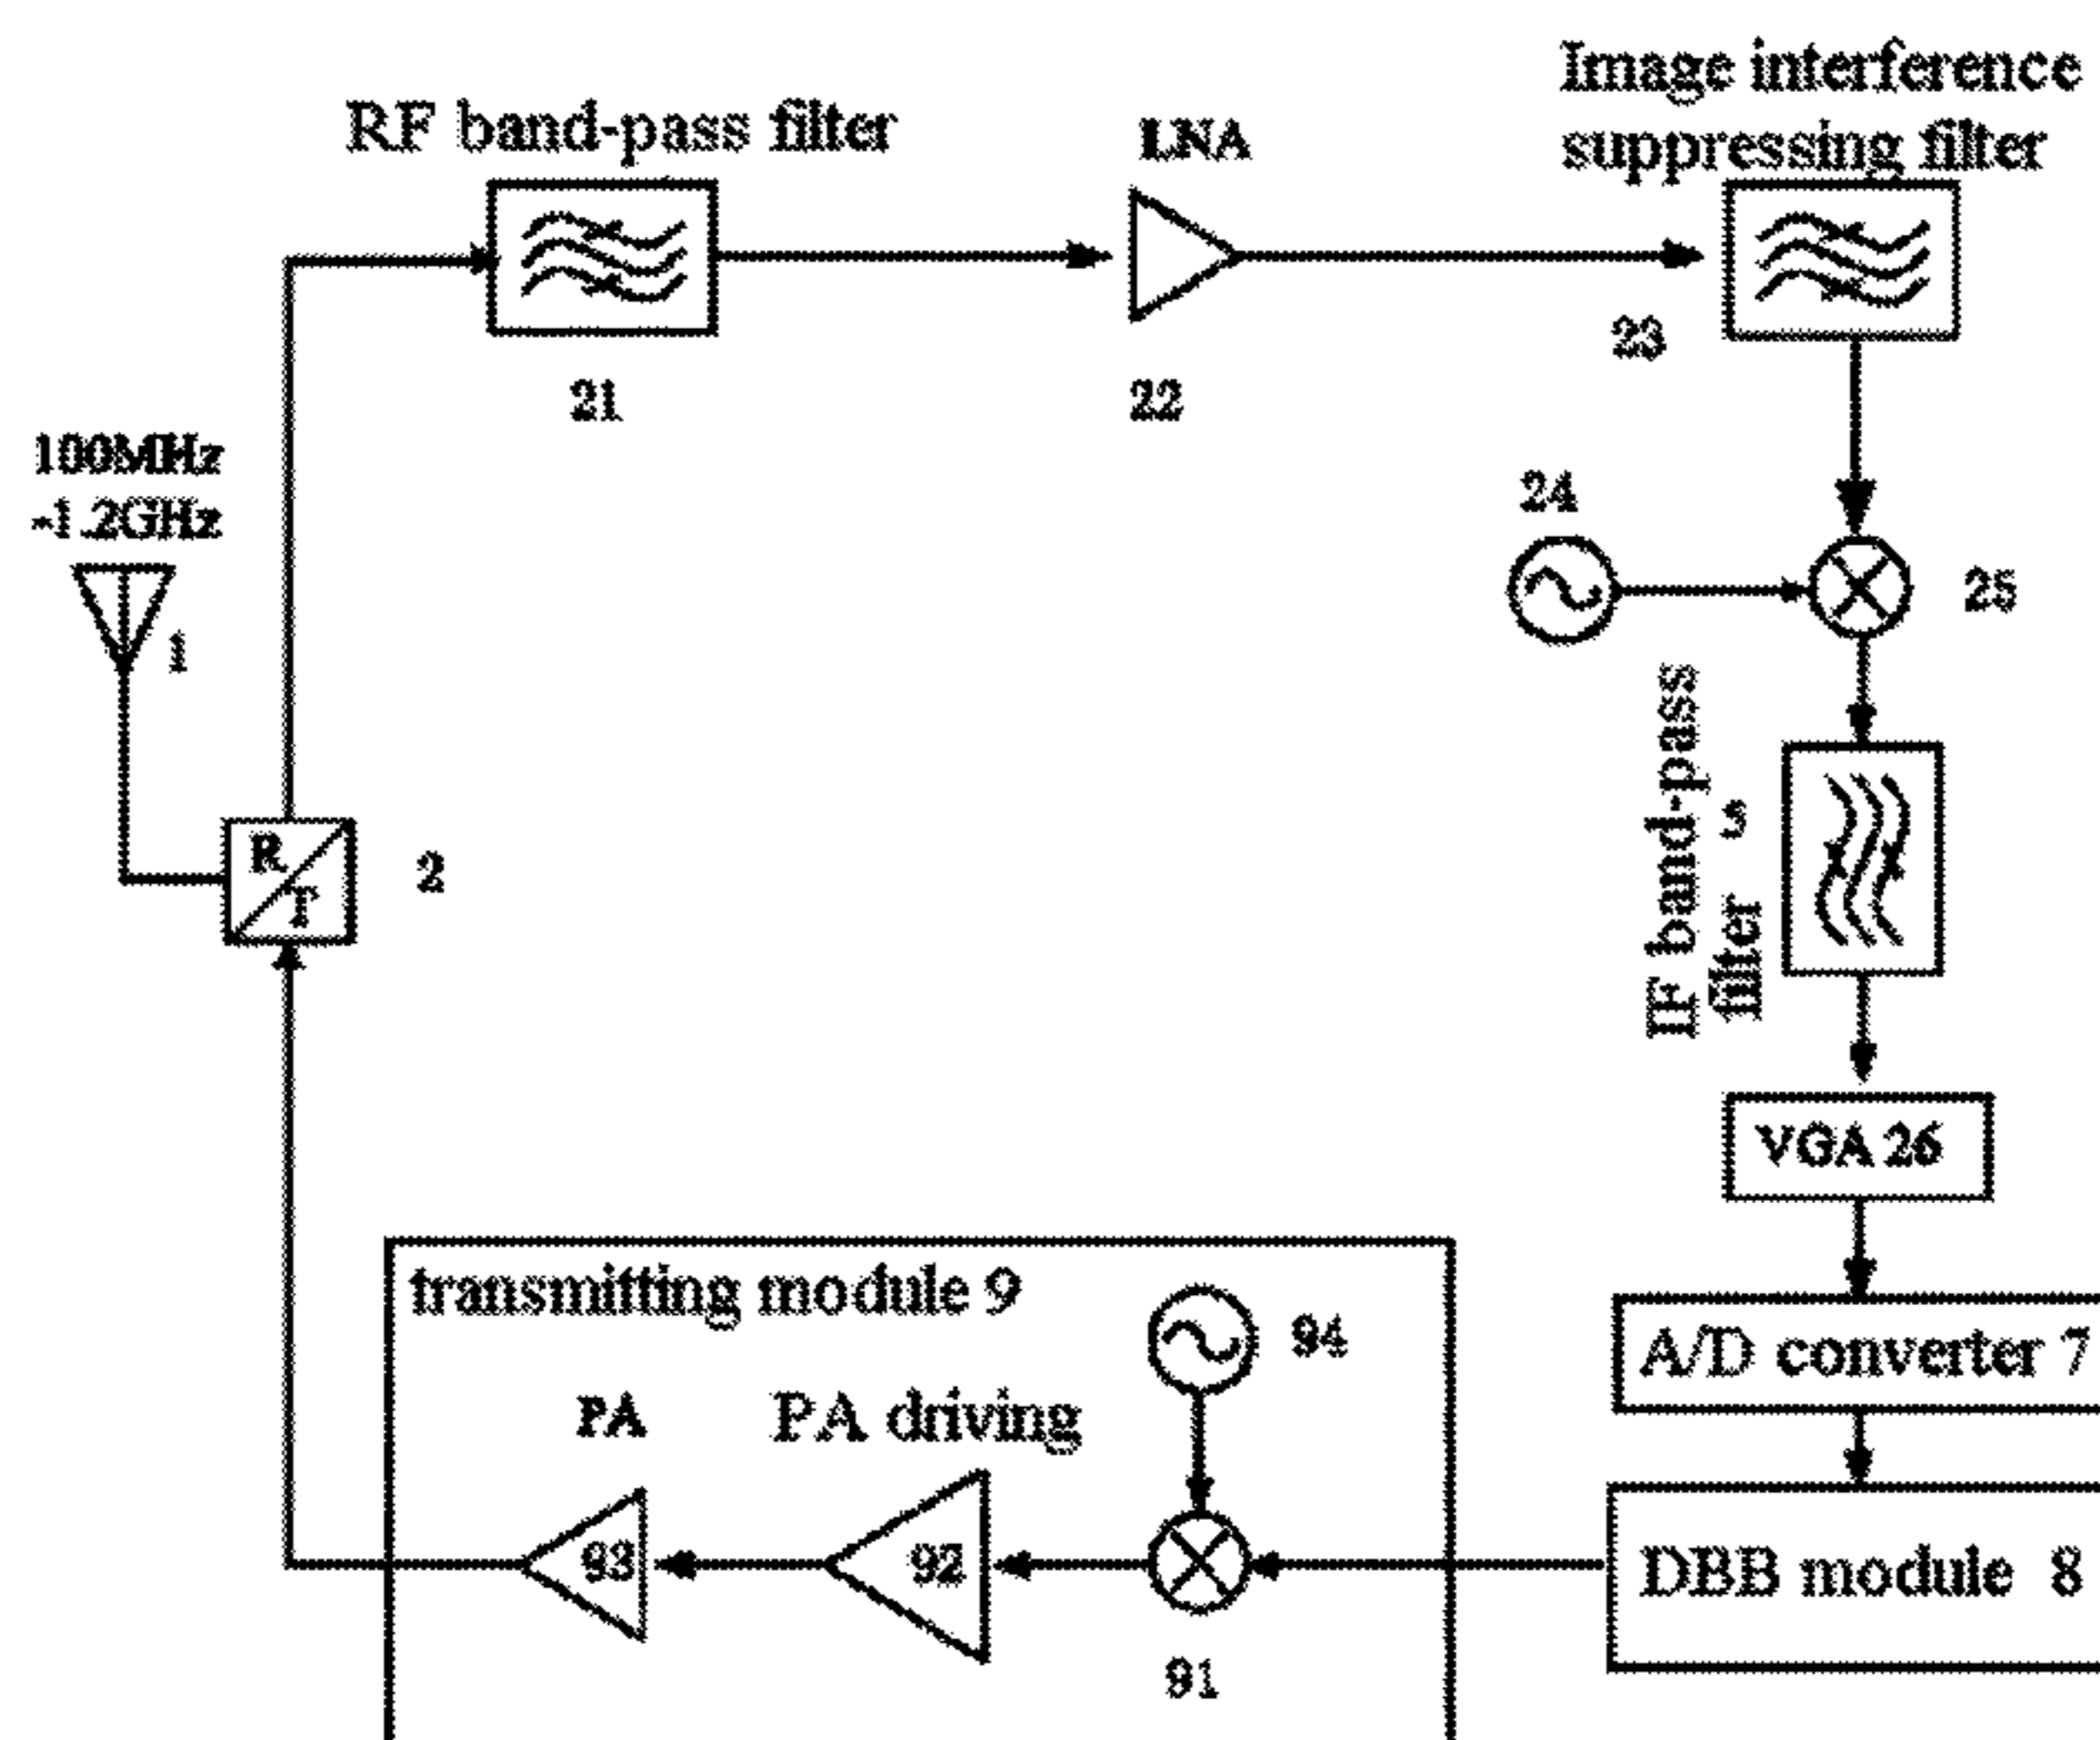 Image interference
suppressing filter
RF band-pass filter
LNA
21
22
23
100MHz
-1.2GHz
1
24
25
IF band-pass
filter
5
R
T
2
VGA 26
transmitting module 9
94
A/D converter 7
PA
PA driving
93
92
91
DBB module 8